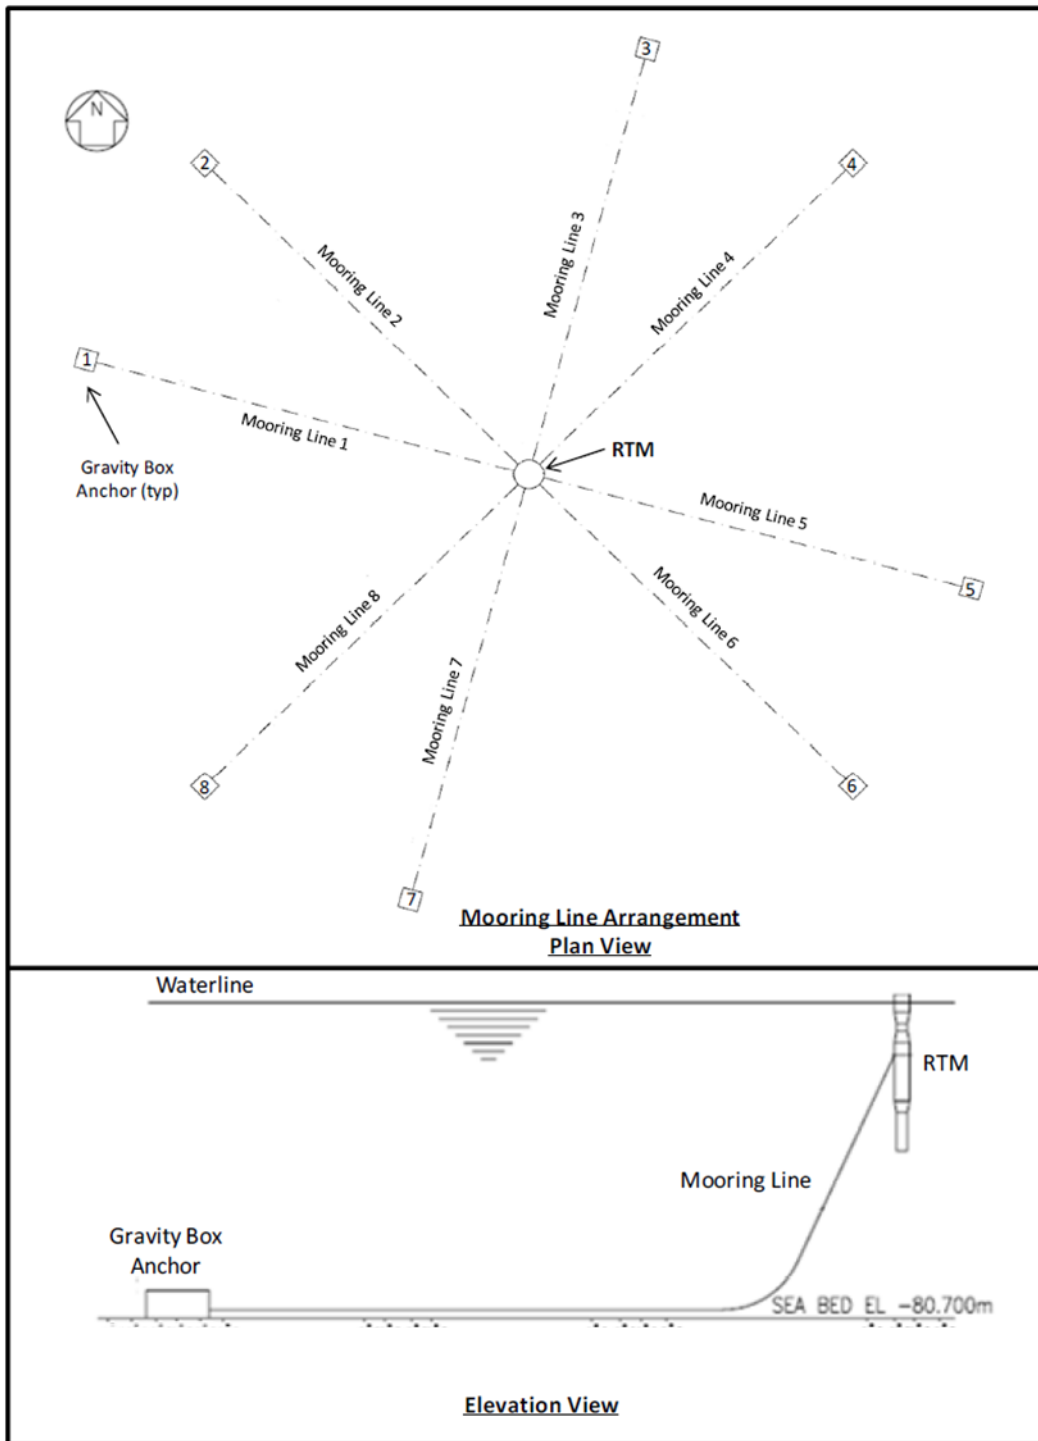 3
N
2
4
Mooring Line 3
Mooring Line 2
Mooring Line 4
1
Mooring Line 1
RTM
Gravity Box
Anchor (typ)
Mooring Line 5
5
Mooring Line 8
Mooring Line 6
Mooring Line 7
8
6
7
Mooring Line Arrangement
Plan View
Waterline
RTM
Mooring Line
Gravity Box
Anchor
SEA BED EL -80.700m
Elevation View